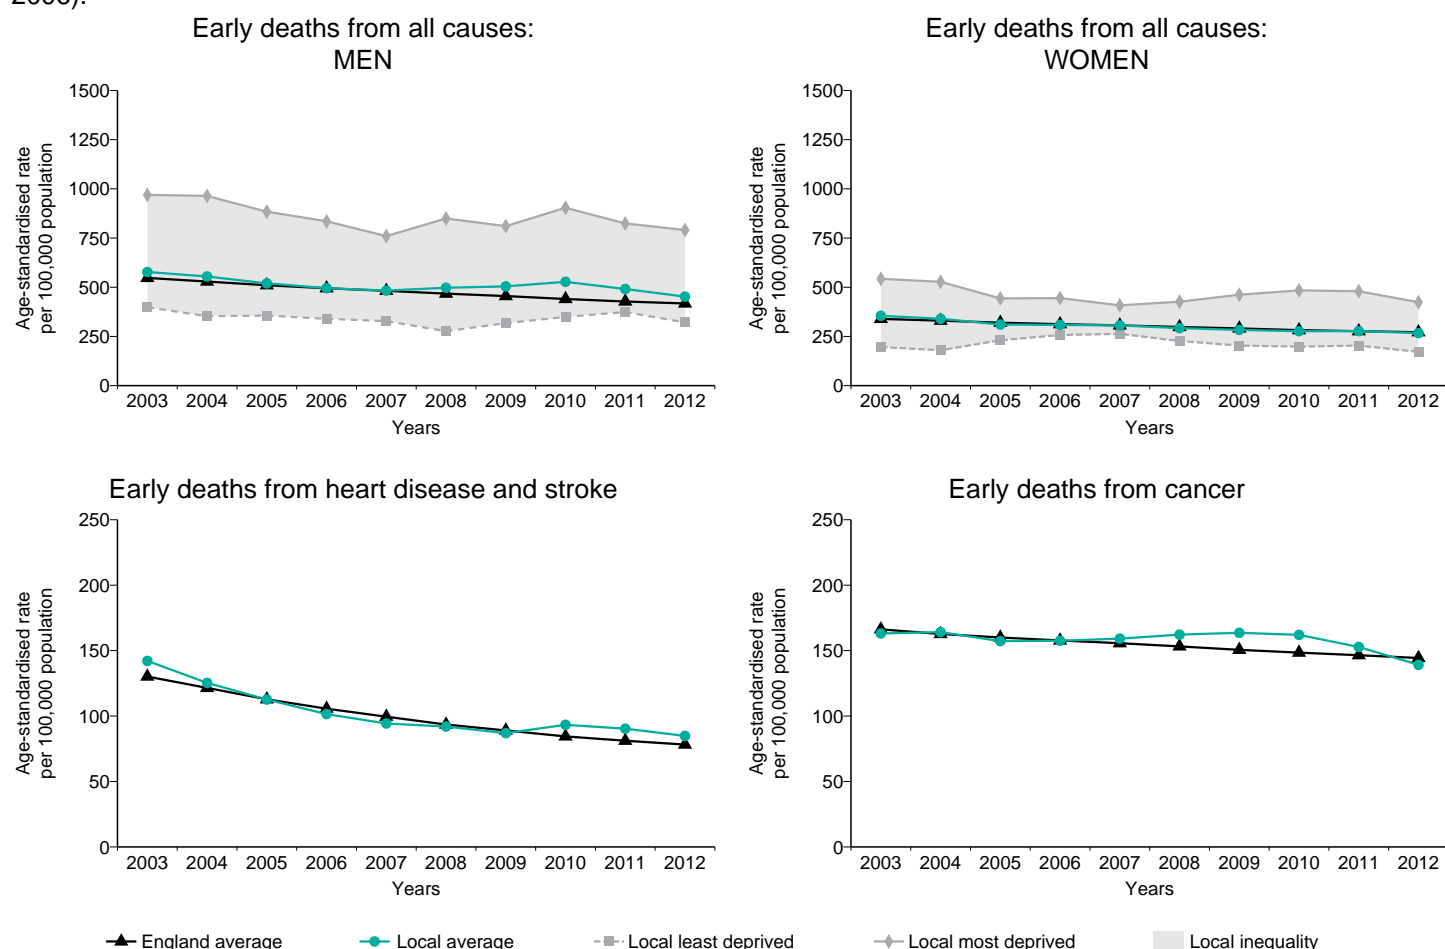 Early deaths from all causes:
MEN
1500
1250
1000
750
500
250
0
Age-standardised rate
per 100,000 population
2003 2004 2005 2006 2007 2008 2009 2010 2011 2012
Years
Early deaths from all causes:
WOMEN
1500
1250
1000
750
500
250
0
Age-standardised rate
per 100,000 population
2003 2004 2005 2006 2007 2008 2009 2010 2011 2012
Years
Early deaths from heart disease and stroke
250
200
150
100
50
0
Age-standardised rate
per 100,000 population
2003 2004 2005 2006 2007 2008 2009 2010 2011 2012
Years
Early deaths from cancer
250
200
150
100
50
0
Age-standardised rate
per 100,000 population
2003 2004 2005 2006 2007 2008 2009 2010 2011 2012
Years
England average Local average Local least deprived Local most deprived Local inequality